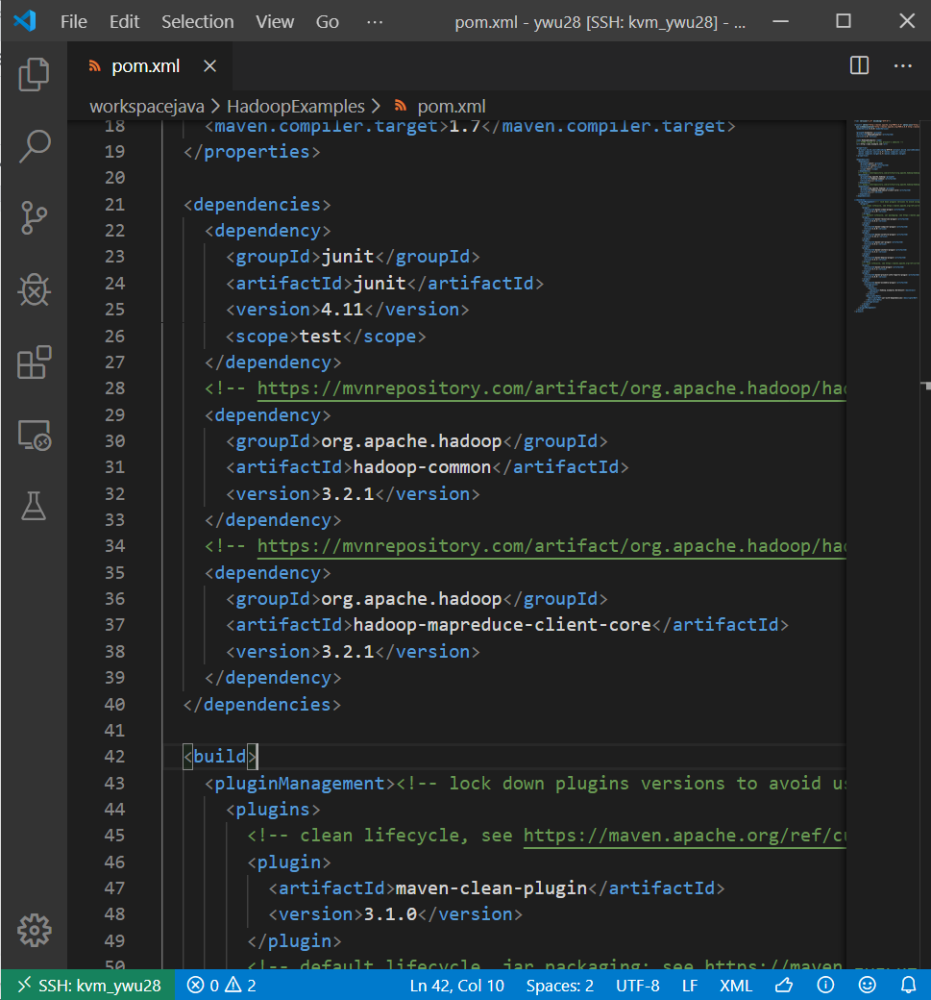 File Edit Selection View Go ··· pom.xml - ywu28 [SSH: kvm_ywu28] - ...
pom.xml
workspacejava > HadoopExamples > pom.xml
18 <maven.compiler.target>1.7</maven.compiler.target>
19 </properties>
20
21 <dependencies>
22 <dependency>
23 <groupId>junit</groupId>
24 <artifactId>junit</artifactId>
25 <version>4.11</version>
26 <scope>test</scope>
27 </dependency>
28 <!-- https://mvnrepository.com/artifact/org.apache.hadoop/had
29 <dependency>
30 <groupId>org.apache.hadoop</groupId>
31 <artifactId>hadoop-common</artifactId>
32 <version>3.2.1</version>
33 </dependency>
34 <!-- https://mvnrepository.com/artifact/org.apache.hadoop/had
35 <dependency>
36 <groupId>org.apache.hadoop</groupId>
37 <artifactId>hadoop-mapreduce-client-core</artifactId>
38 <version>3.2.1</version>
39 </dependency>
40 </dependencies>
41
42 <build>
43 <pluginManagement><!-- lock down plugins versions to avoid us
44 <plugins>
45 <!-- clean lifecycle, see https://maven.apache.org/ref/cu
46 <plugin>
47 <artifactId>maven-clean-plugin</artifactId>
48 <version>3.1.0</version>
49 </plugin>
50 <!-- default lifecycle, jar packaging: see https://maven.
SSH: kvm_ywu28 0 2 Ln 42, Col 10 Spaces: 2 UTF-8 LF XML